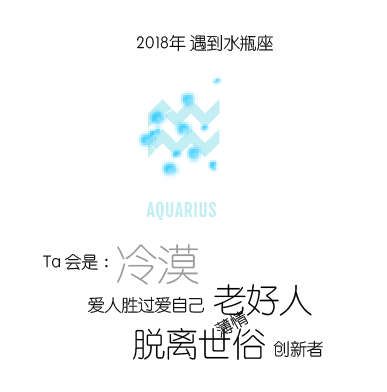 2018年 遇到水瓶座
AQUARIUS
Ta 会是：冷漠
爱人胜过爱自己 老好人
薄情
脱离世俗 创新者